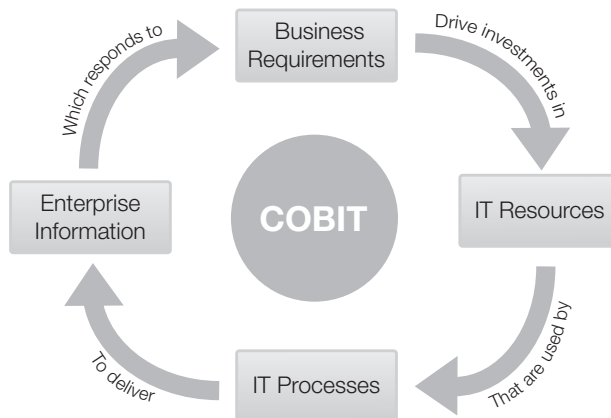 Business
Requirements
Drive investments in
IT Resources
That are used by
IT Processes
To deliver
Enterprise
Information
Which responds to
COBIT